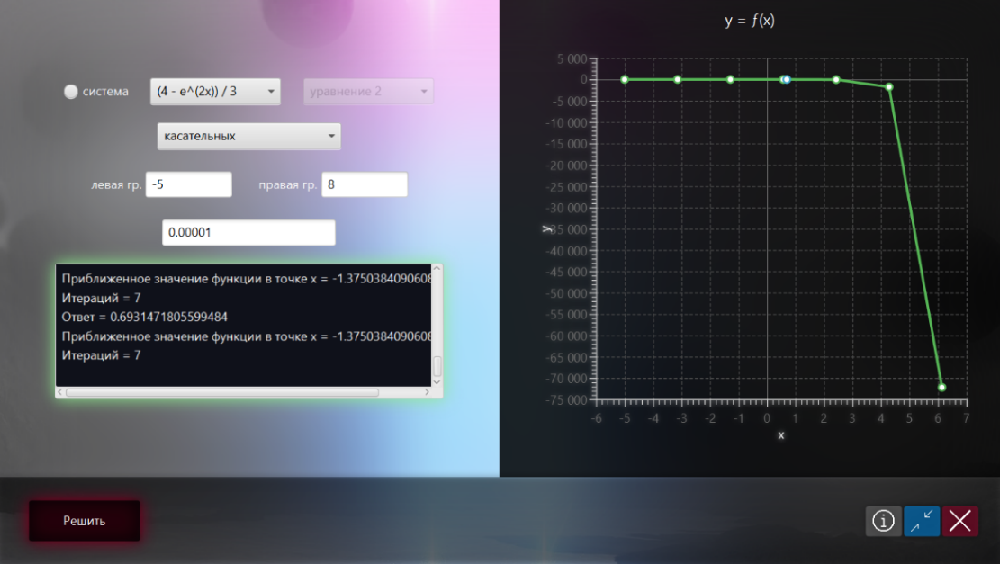 система
(4 - e^(2x)) / 3
уравнение 2
касательных
левая гр.
-5
правая гр.
8
0.00001
Приближенное значение функции в точке x = -1.3750384090608
Итераций = 7
Ответ = 0.6931471805599484
Приближенное значение функции в точке x = -1.3750384090608
Итераций = 7
Решить
y = f(x)
5 000
0
-5 000
-10 000
-15 000
-20 000
-25 000
-30 000
-35 000
-40 000
-45 000
-50 000
-55 000
-60 000
-65 000
-70 000
-75 000
y
-6 -5 -4 -3 -2 -1 0 1 2 3 4 5 6 7
x